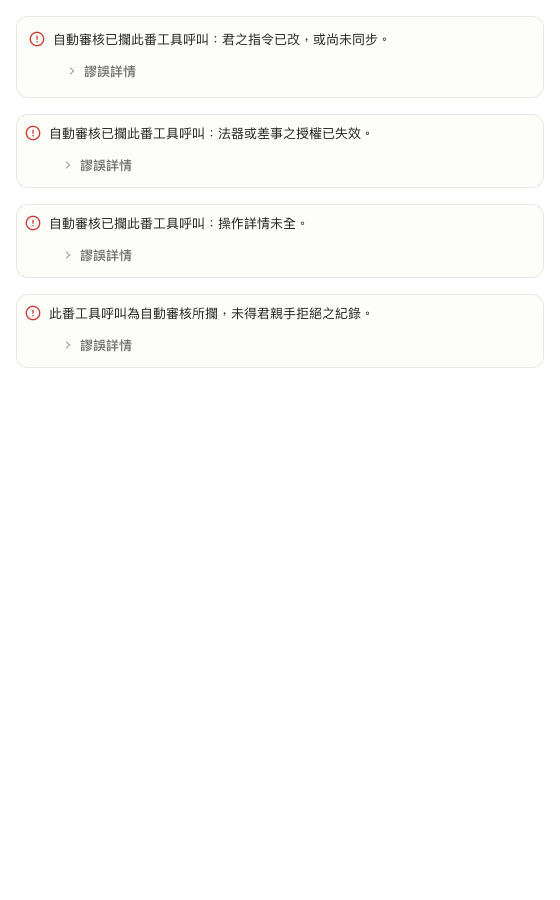 自動審核已攔此番工具呼叫：君之指令已改，或尚未同步。
謬誤詳情
自動審核已攔此番工具呼叫：法器或差事之授權已失效。
謬誤詳情
自動審核已攔此番工具呼叫：操作詳情未全。
謬誤詳情
此番工具呼叫為自動審核所攔，未得君親手拒絕之紀錄。
謬誤詳情